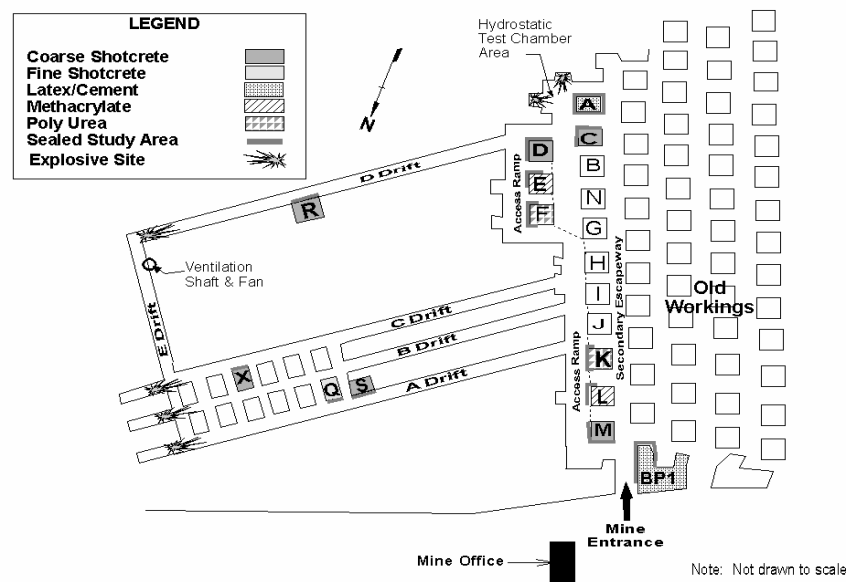 LEGEND
Coarse Shotcrete
Fine Shotcrete
Latex/Cement
Methacrylate
Poly Urea
Sealed Study Area
Explosive Site
N
Hydrostatic
Test Chamber
Area
A
C
B
N
G
H
I
J
K
L
M
D
E
F
Access Ramp
Access Ramp
Secondary Escapeway
Old
Workings
D Drift
R
Ventilation
Shaft & Fan
E Drift
C Drift
B Drift
A Drift
X
Q
S
BP1
Mine
Entrance
Mine Office
Note: Not drawn to scale